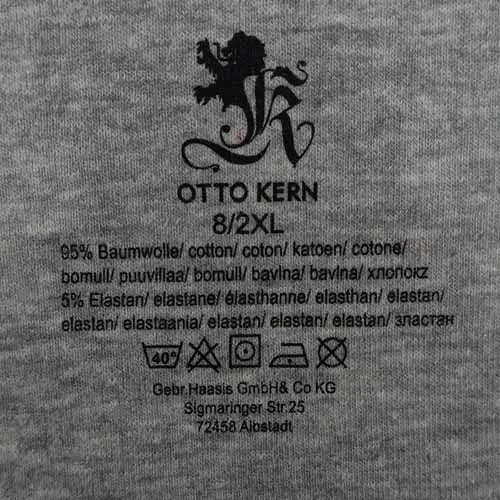 K
OTTO KERN
8/2XL
95% Baumwolle/ cotton/ coton/ katoen/ cotone/
bomull/ puuvillaa/ bomull/ bavlna/ bavlna/ хлопокz
5% Elastan/ elastane/ élasthanne/ elasthan/ elastan/
elastan/ elastaania/ elastan/ elastan/ elastan/ эластан
40°
Gebr.Haasis GmbH& Co KG
Sigmaringer Str.25
72458 Albstadt